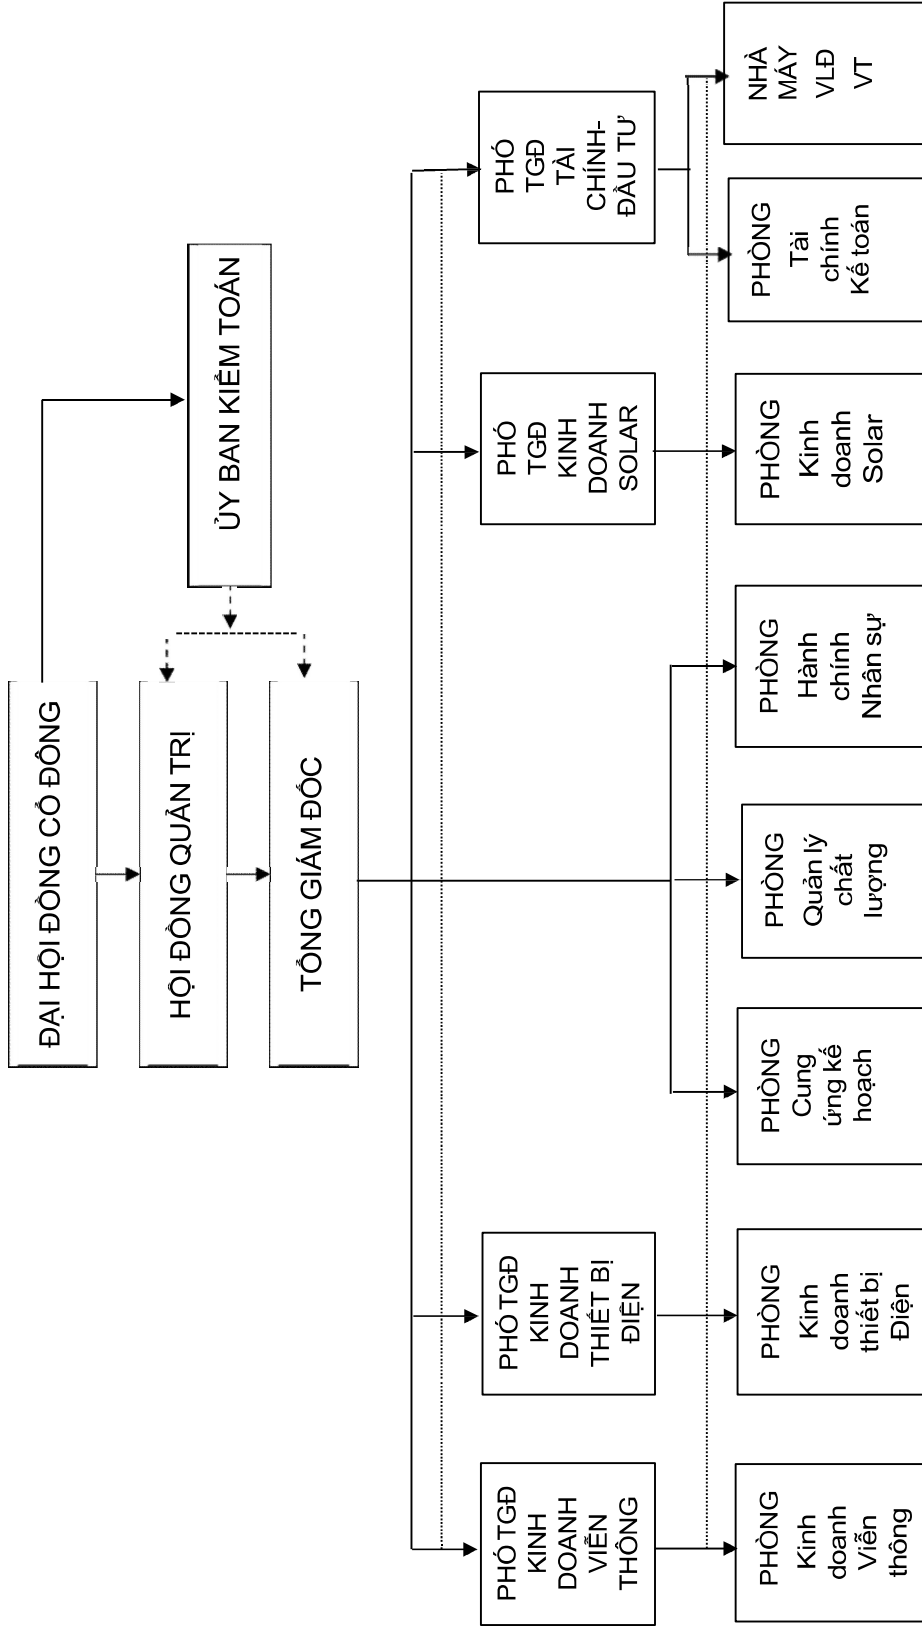 ĐẠI HỘI ĐỒNG CỔ ĐÔNG
ỦY BAN KIỂM TOÁN
HỘI ĐỒNG QUẢN TRỊ
TỔNG GIÁM ĐỐC
PHÓ TGĐ
KINH
DOANH
VIỄN
THÔNG
PHÓ TGĐ
KINH
DOANH
THIẾT BỊ
ĐIỆN
PHÓ
TGĐ
KINH
DOANH
SOLAR
PHÓ
TGĐ
TÀI
CHÍNH-
ĐẦU TƯ
PHÒNG
Kinh
doanh
Viễn
thông
PHÒNG
Kinh
doanh
thiết bị
Điện
PHÒNG
Cung
ứng kế
hoạch
PHÒNG
Quản lý
chất
lượng
PHÒNG
Hành
chính
Nhân sự
PHÒNG
Kinh
doanh
Solar
PHÒNG
Tài
chính
Kế toán
NHÀ
MÁY
VLĐ
VT